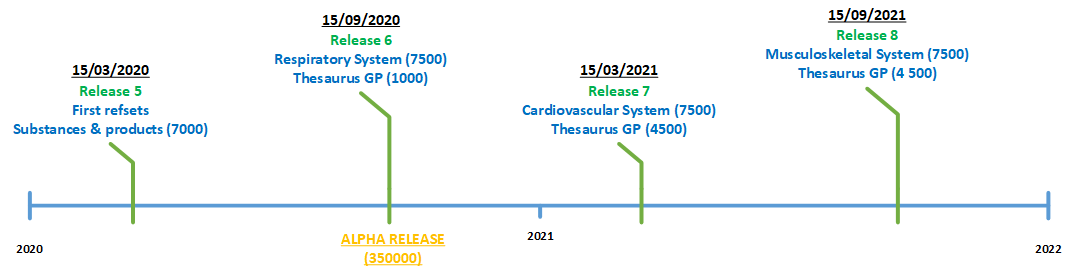 15/03/2020
Release 5
First refsets
Substances & products (7000)
15/09/2020
Release 6
Respiratory System (7500)
Thesaurus GP (1000)
15/03/2021
Release 7
Cardiovascular System (7500)
Thesaurus GP (4500)
15/09/2021
Release 8
Musculoskeletal System (7500)
Thesaurus GP (4 500)
2020
ALPHA RELEASE
(350000)
2021
2022